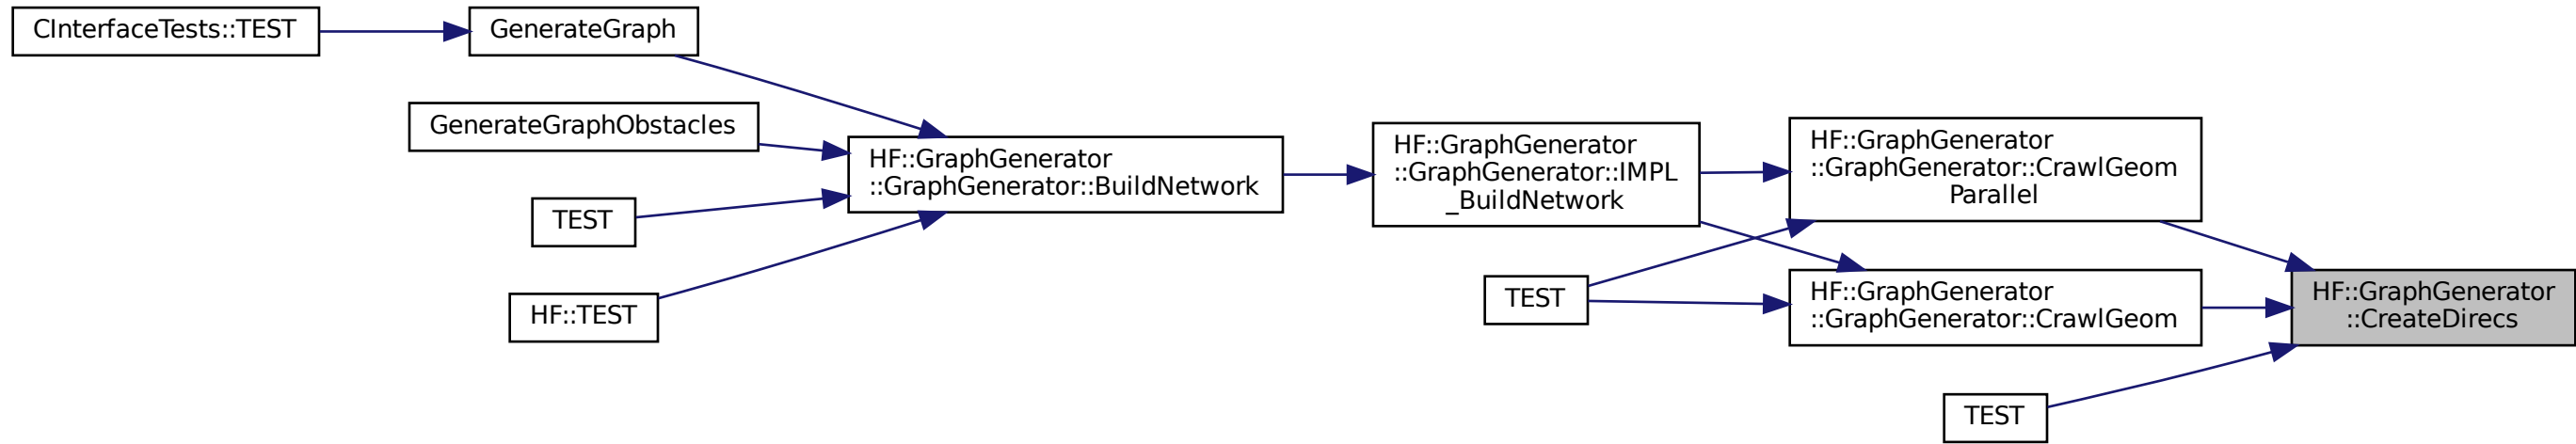 CInterfaceTests::TEST
GenerateGraph
GenerateGraphObstacles
TEST
HF::TEST
HF::GraphGenerator
::GraphGenerator::BuildNetwork
HF::GraphGenerator
::GraphGenerator::IMPL
_BuildNetwork
TEST
HF::GraphGenerator
::GraphGenerator::CrawlGeom
Parallel
HF::GraphGenerator
::GraphGenerator::CrawlGeom
TEST
HF::GraphGenerator
::CreateDirecs